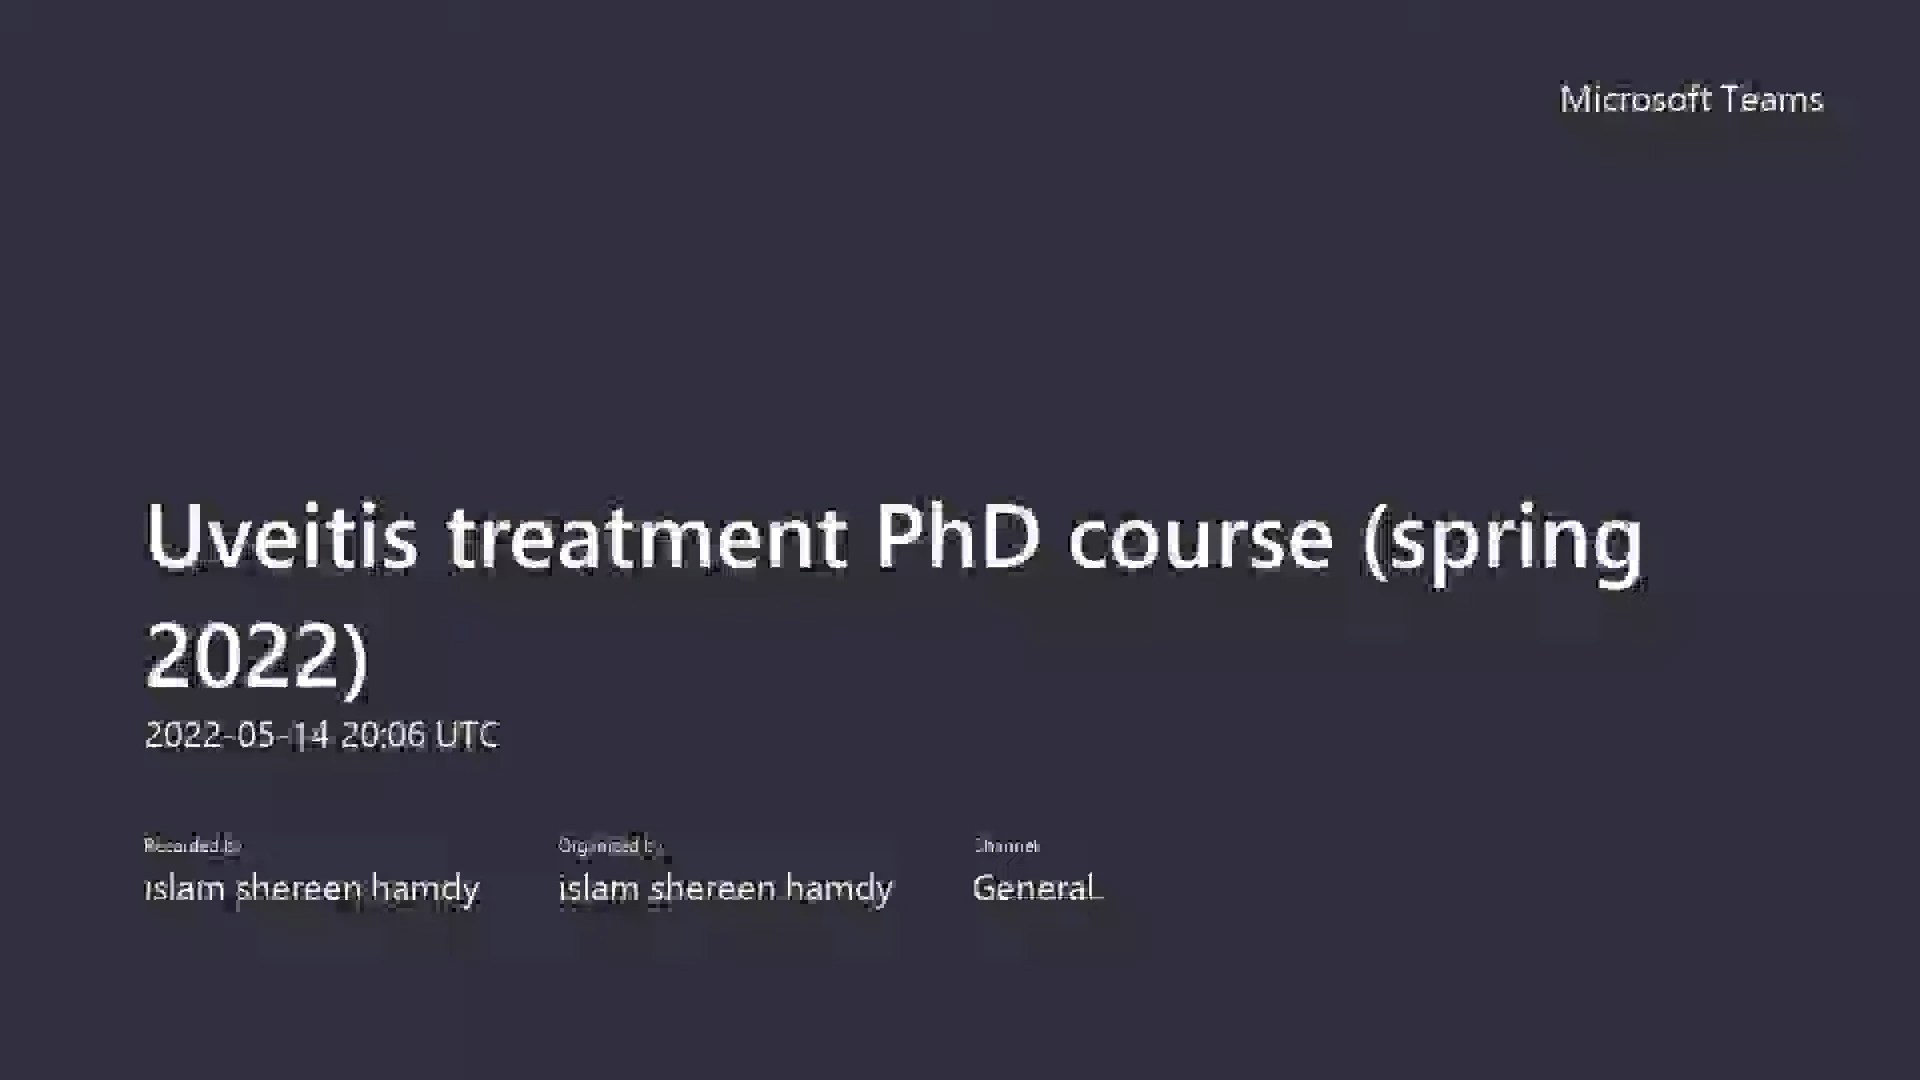 Microsoft Teams
Uveitis treatment PhD course (spring
2022)
2022-05-14 20:06 UTC
Recorded by
Organized by
Channel
islam shereen hamdy
islam shereen hamdy
General